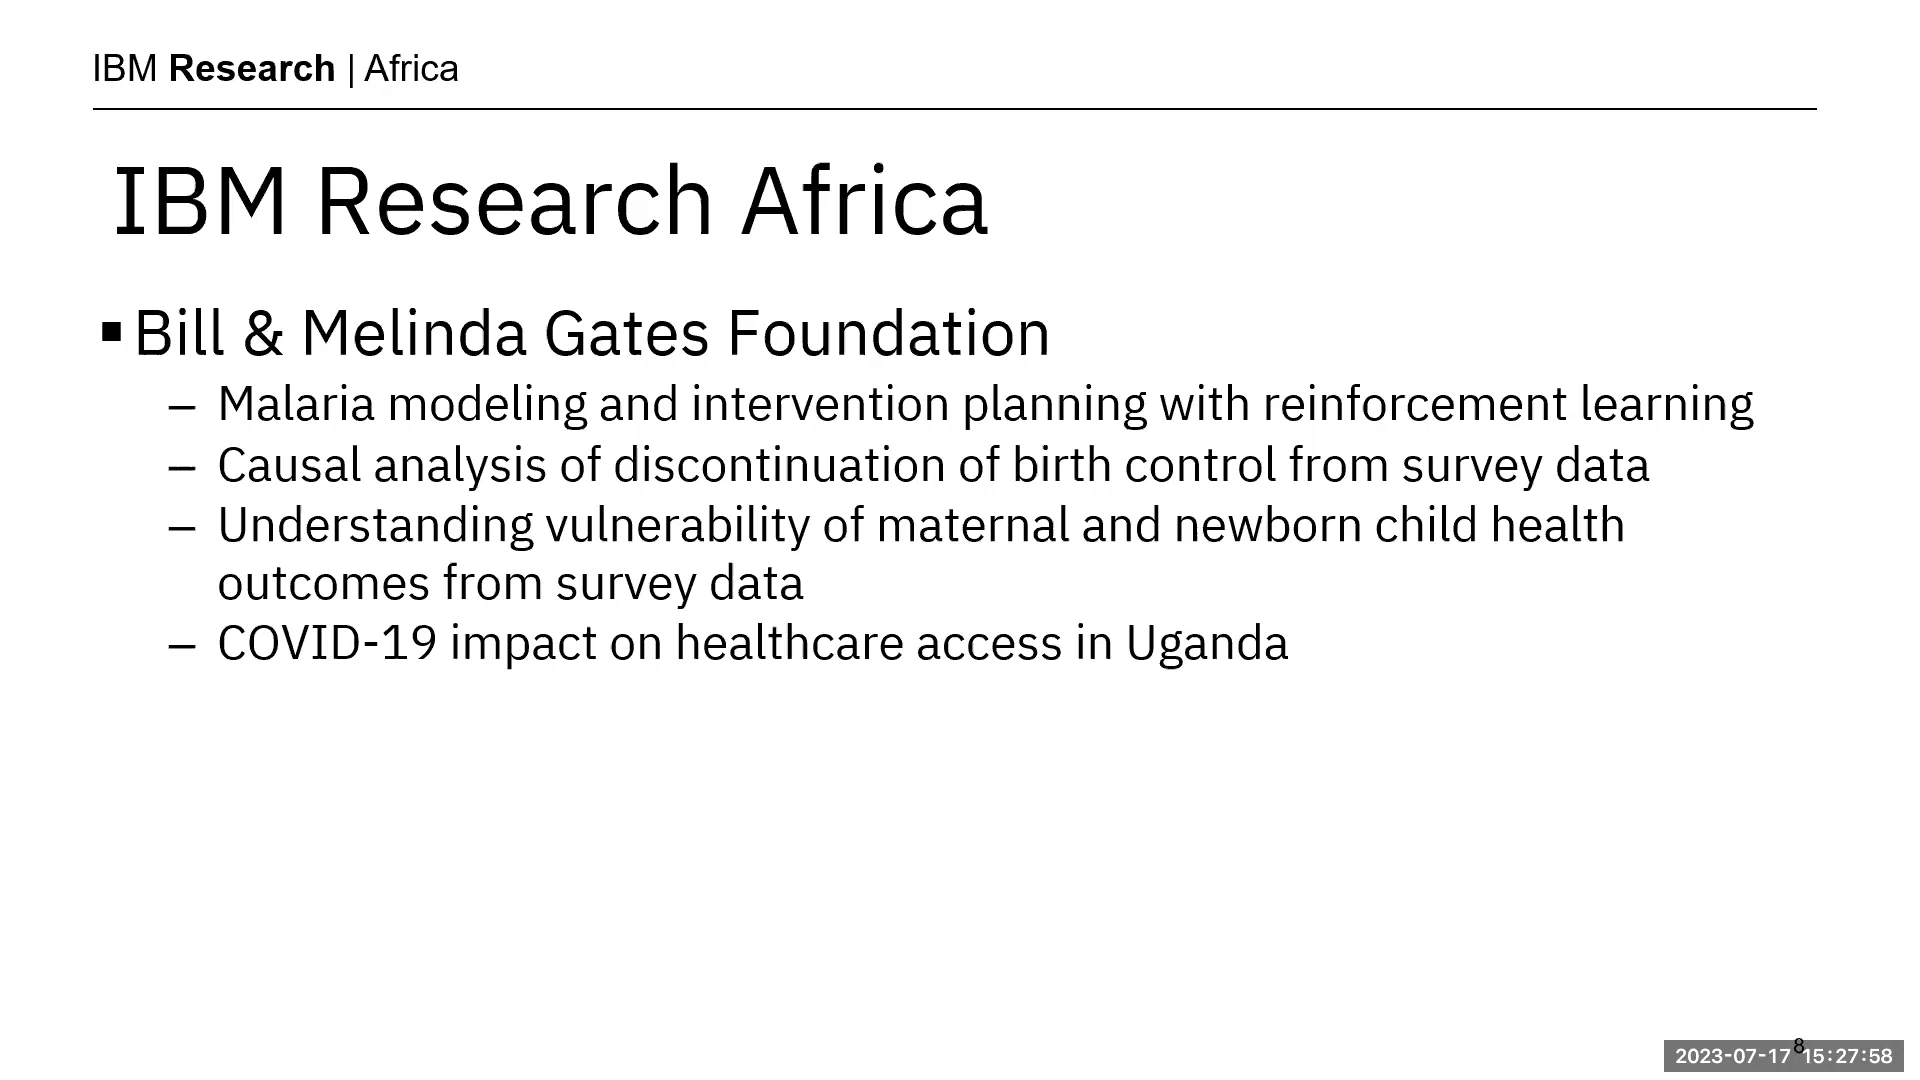 IBM Research | Africa
IBM Research Africa
▪ Bill & Melinda Gates Foundation
– Malaria modeling and intervention planning with reinforcement learning
– Causal analysis of discontinuation of birth control from survey data
– Understanding vulnerability of maternal and newborn child health
outcomes from survey data
– COVID-19 impact on healthcare access in Uganda
8
2023-07-17 15:27:58